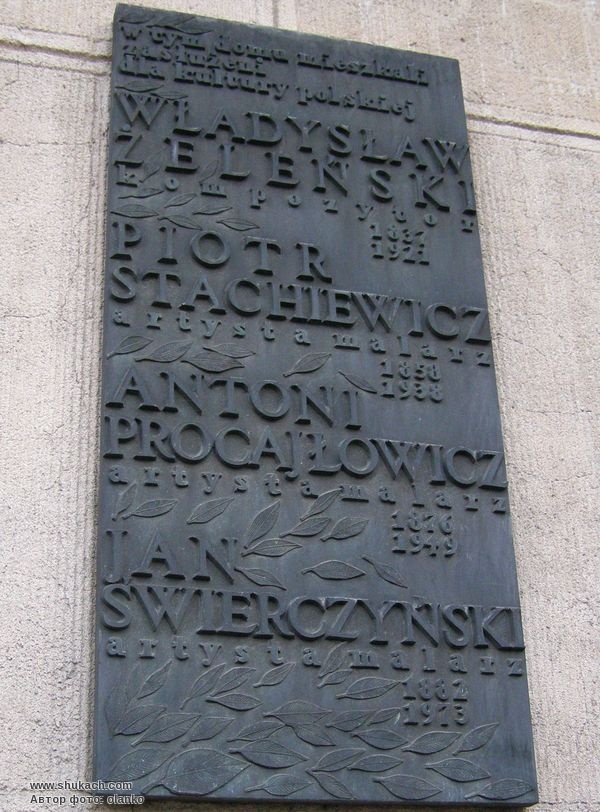 w tym domu mieszkali
zasłużeni
dla kultury polskiej
WŁADYSŁAW
ŻELEŃSKI
kompozytor
1837
1921
PIOTR
STACHIEWICZ
artysta malarz
1858
1938
ANTONI
PROCAJŁOWICZ
artysta malarz
1876
1949
JAN
ŚWIERCZYŃSKI
artysta malarz
1882
1973
www.shukach.com
Автор фото: olanko